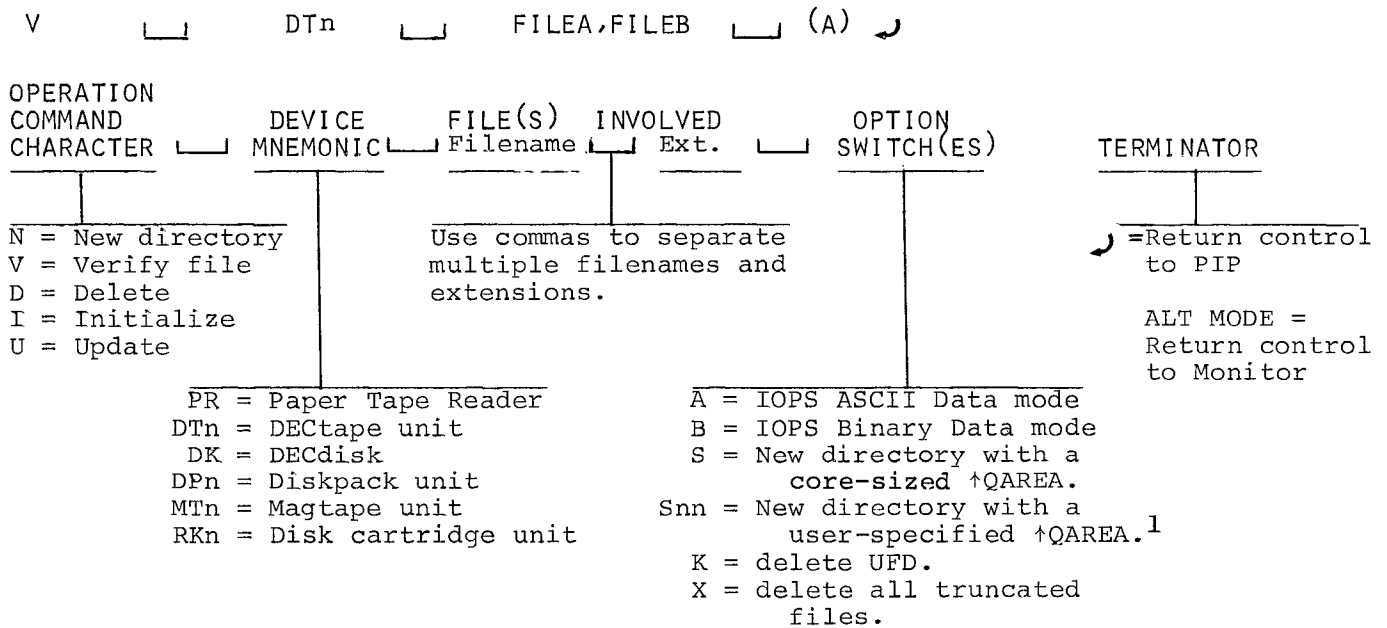 V ⎵ DTn ⎵ FILEA,FILEB ⎵ (A) ⤶
OPERATION
COMMAND DEVICE FILE(S) INVOLVED OPTION
CHARACTER ⎵ MNEMONIC ⎵ Filename ⎵ Ext. ⎵ SWITCH(ES) TERMINATOR
N = New directory
V = Verify file
D = Delete
I = Initialize
U = Update
Use commas to separate
multiple filenames and
extensions.
⤶ =Return control
to PIP
ALT MODE =
Return control
to Monitor
PR = Paper Tape Reader
DTn = DECtape unit
DK = DECdisk
DPn = Diskpack unit
MTn = Magtape unit
RKn = Disk cartridge unit
A = IOPS ASCII Data mode
B = IOPS Binary Data mode
S = New directory with a
core-sized ↑QAREA.
Snn = New directory with a
user-specified ↑QAREA.1
K = delete UFD.
X = delete all truncated
files.